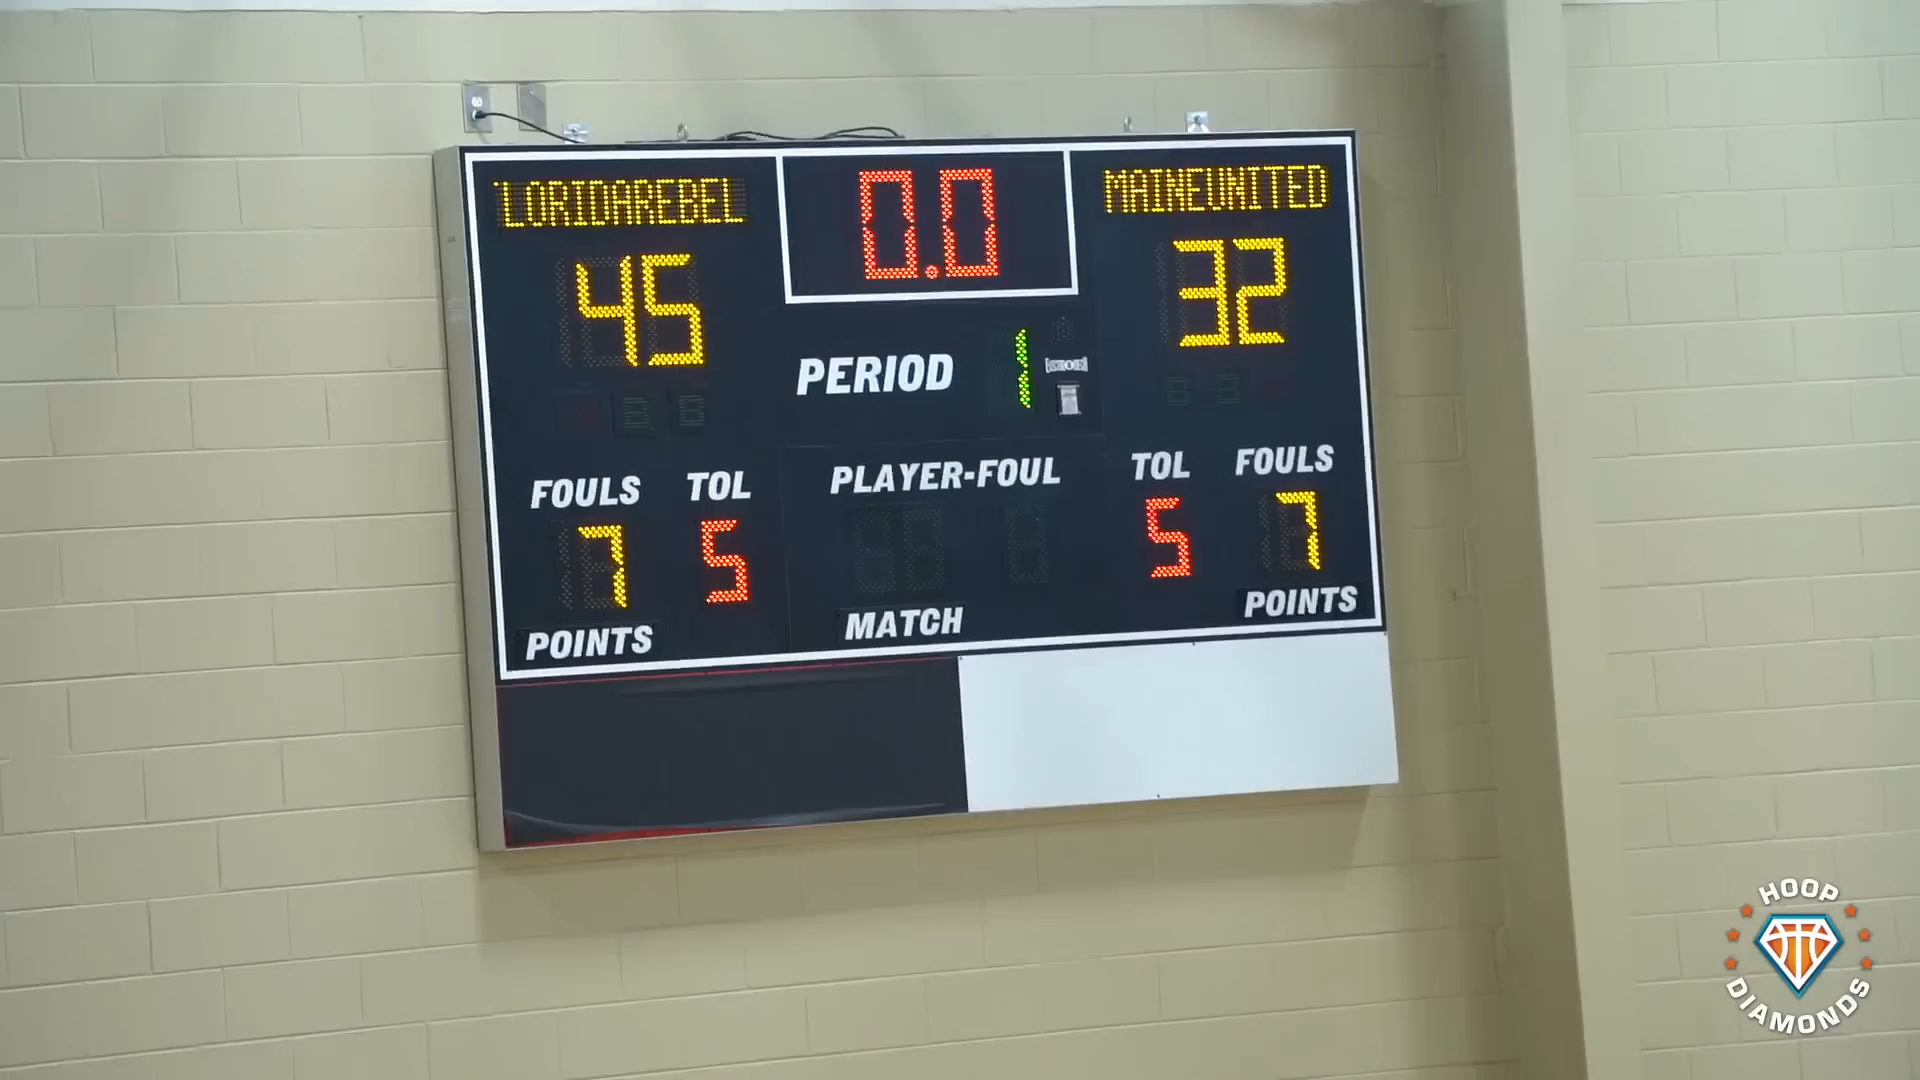 LORIDAREBEL
0.0
MAINEUNITED
45
32
PERIOD 1
FOULS TOL
PLAYER-FOUL
TOL FOULS
7 5
5 7
POINTS
MATCH
POINTS
HOOP
DIAMONDS